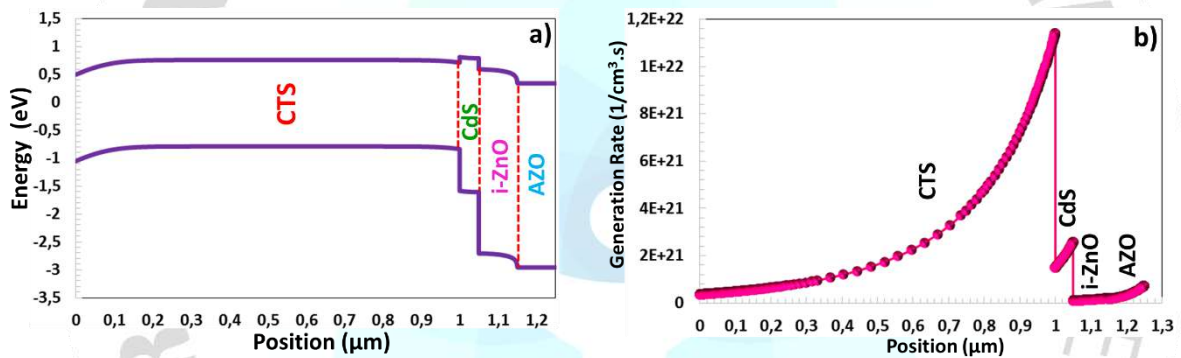 a)
Energy (eV)
1,5
1
0,5
0
-0,5
-1
-1,5
-2
-2,5
-3
-3,5
CTS
CdS
i-ZnO
AZO
0 0,1 0,2 0,3 0,4 0,5 0,6 0,7 0,8 0,9 1 1,1 1,2
Position (µm)
b)
Generation Rate (1/cm³.s)
1,2E+22
1E+22
8E+21
6E+21
4E+21
2E+21
0
CTS
CdS
i-ZnO
AZO
0 0,1 0,2 0,3 0,4 0,5 0,6 0,7 0,8 0,9 1 1,1 1,2 1,3
Position (µm)